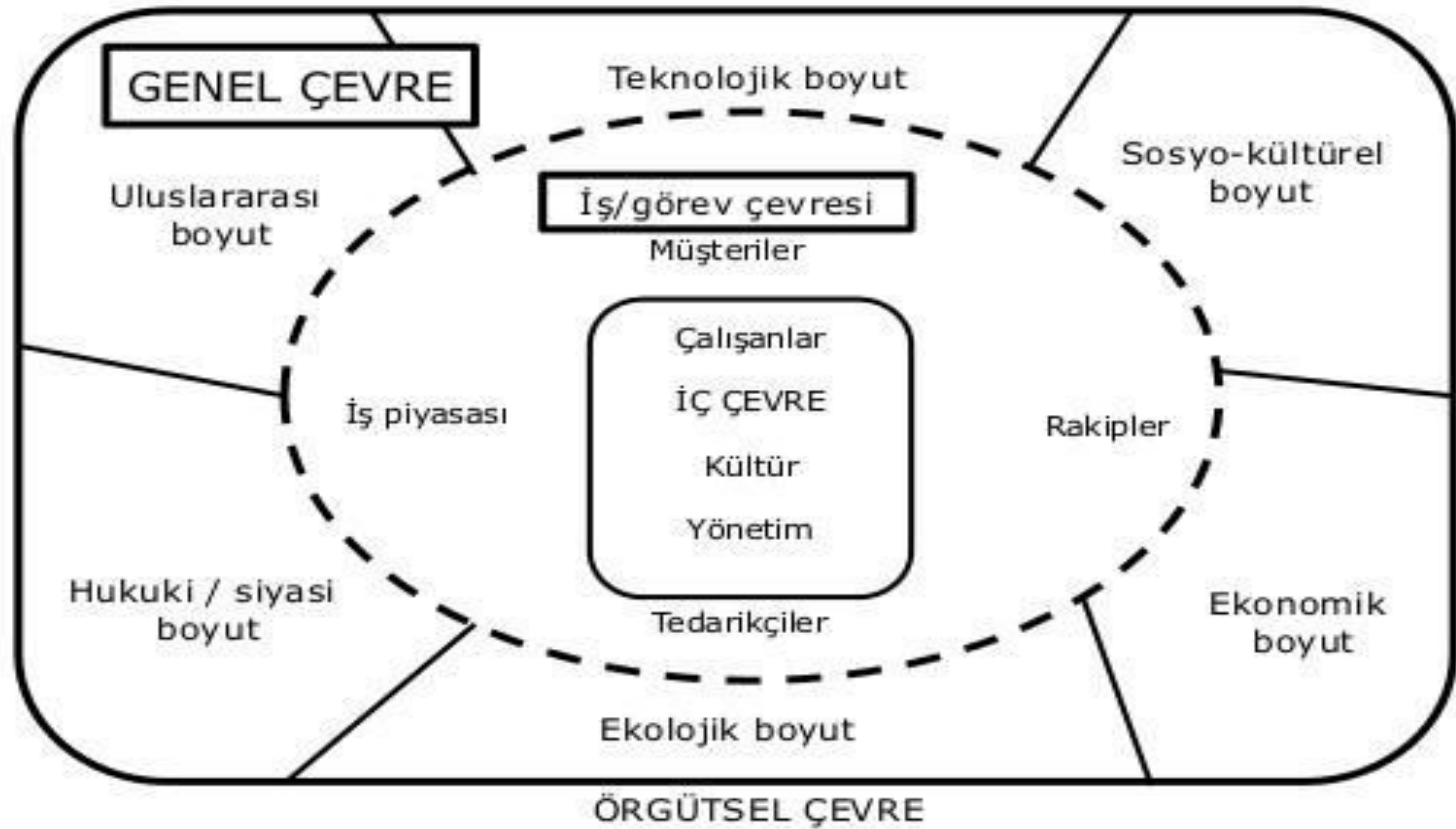 GENEL ÇEVRE
Teknolojik boyut
Sosyo-kültürel
boyut
Uluslararası
boyut
İş/görev çevresi
Müşteriler
Çalışanlar
İÇ ÇEVRE
Kültür
Yönetim
İş piyasası
Rakipler
Tedarikçiler
Hukuki / siyasi
boyut
Ekonomik
boyut
Ekolojik boyut
ÖRGÜTSEL ÇEVRE